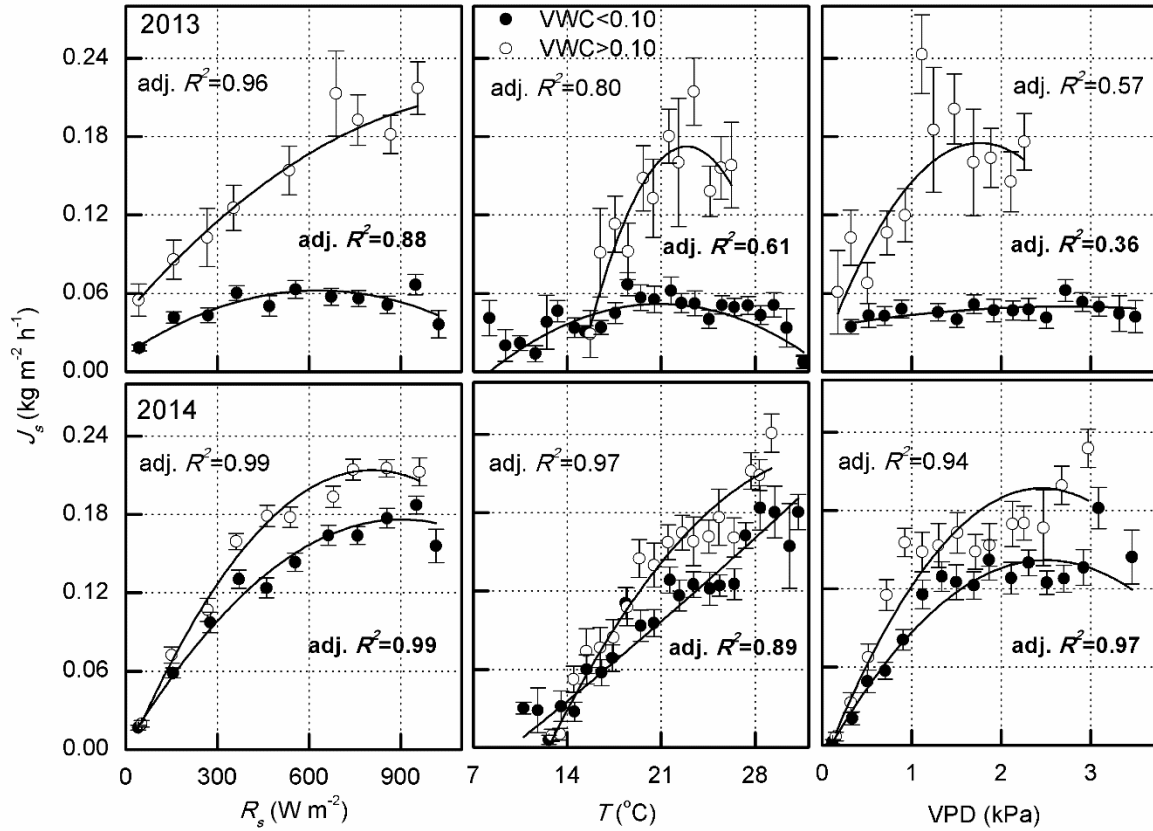 2013
VWC<0.10
VWC>0.10
adj. R²=0.96
adj. R²=0.80
adj. R²=0.57
adj. R²=0.88
adj. R²=0.61
adj. R²=0.36
0.24
0.18
0.12
0.06
0.00
Js (kg m-2 h-1)
2014
adj. R²=0.99
adj. R²=0.97
adj. R²=0.94
adj. R²=0.99
adj. R²=0.89
adj. R²=0.97
0.24
0.18
0.12
0.06
0.00
0 300 600 900
7 14 21 28
0 1 2 3
Rs (W m-2)
T (oC)
VPD (kPa)